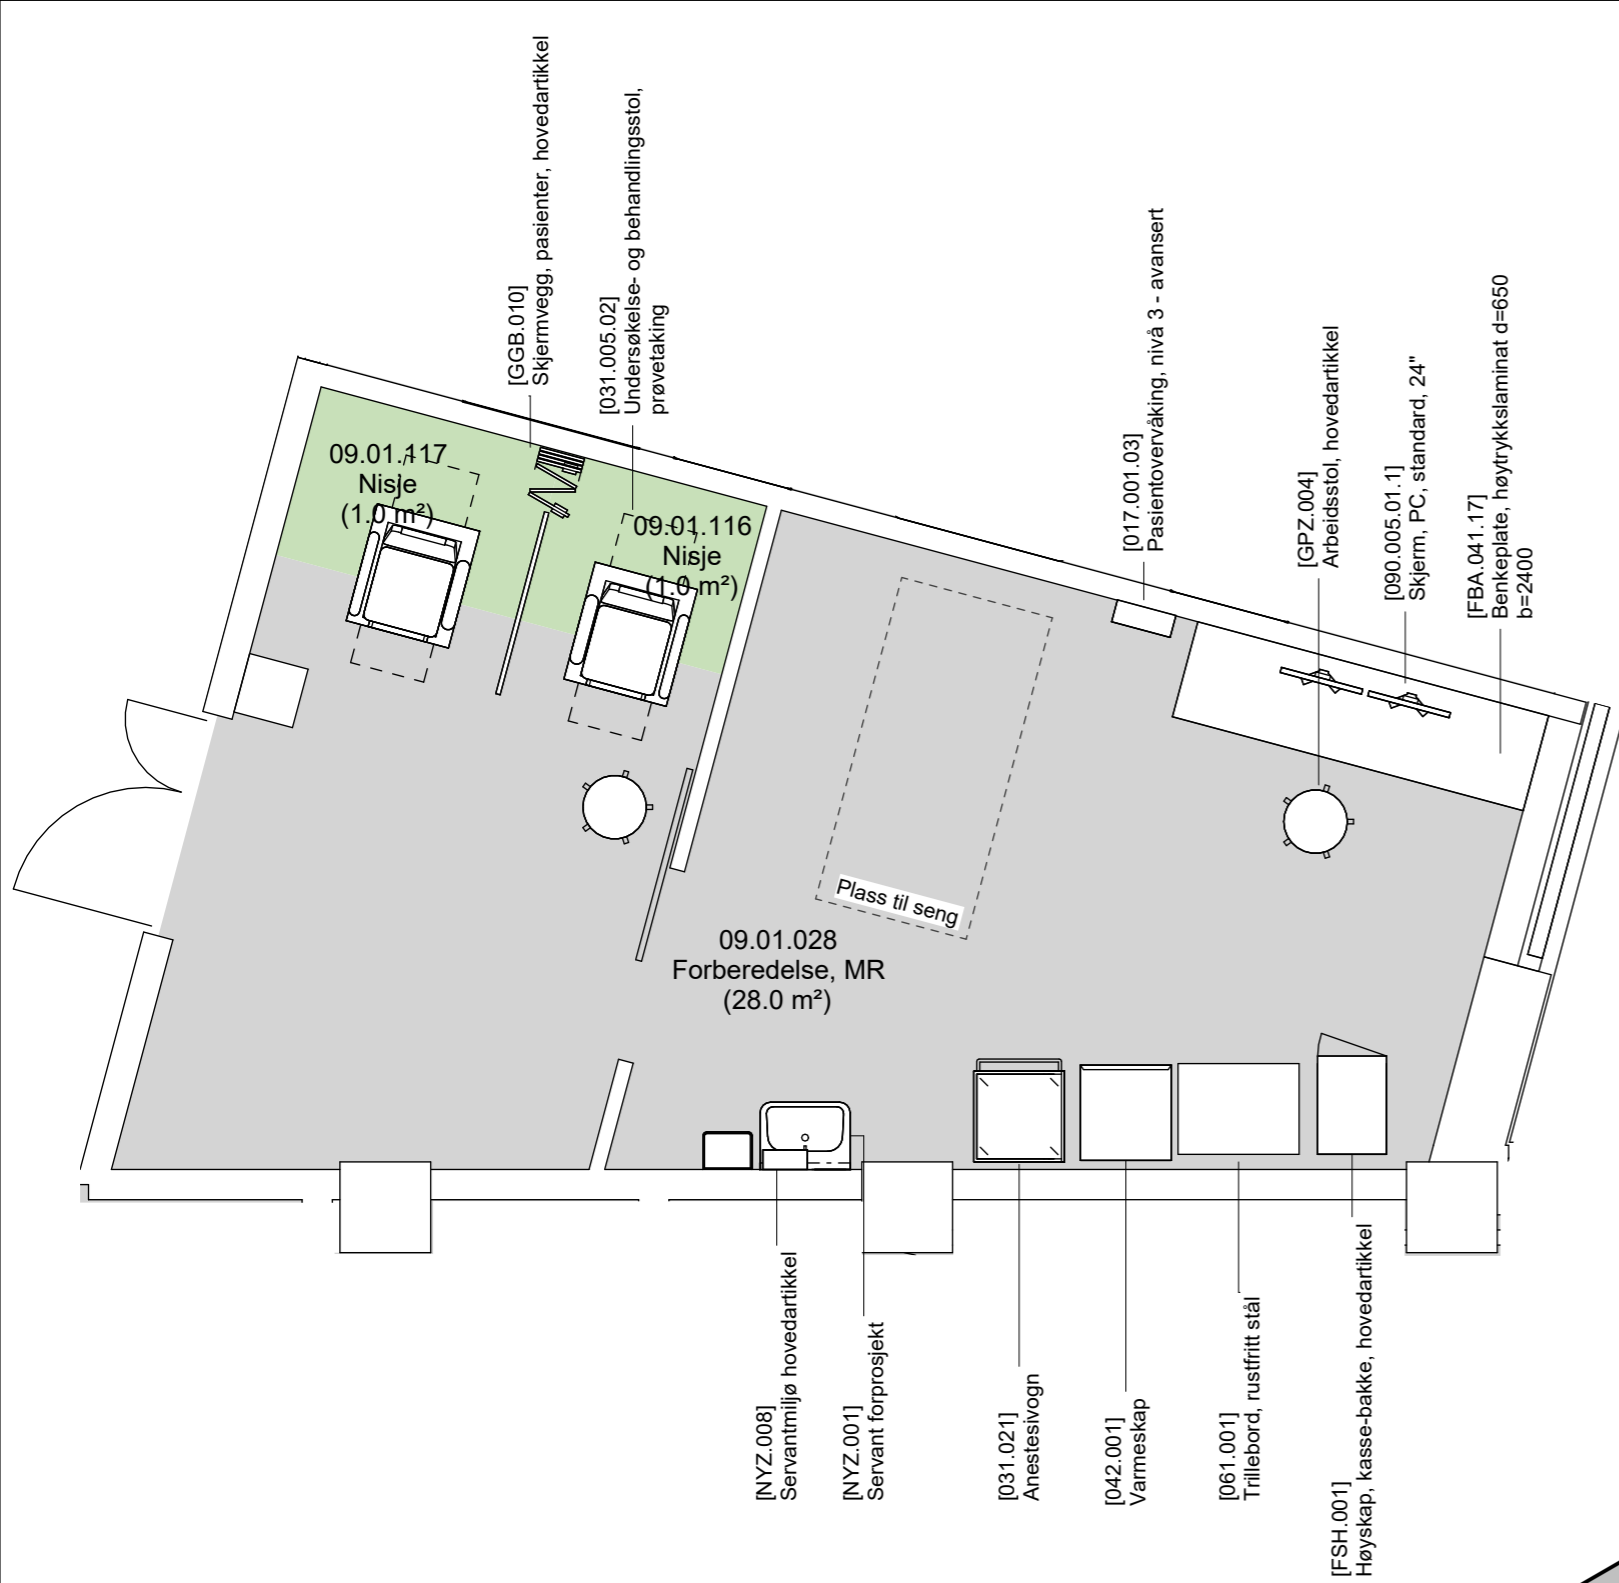 [GGB.010]
Skjermvegg, pasienter, hovedartikkel
[031.005.02]
Undersøkelse- og behandlingsstol,
prøvetaking
[017.001.03]
Pasientovervåking, nivå 3 - avansert
[GPZ.004]
Arbeidsstol, hovedartikkel
[090.005.01.1]
Skjerm, PC, standard, 24"
[FBA.041.17]
Benkeplate, høytrykkslaminat d=650
b=2400
09.01.117
Nisje
(1.0 m²)
09.01.116
Nisje
(1.0 m²)
Plass til seng
09.01.028
Forberedelse, MR
(28.0 m²)
[NYZ.008]
Servantmiljø hovedartikkel
[NYZ.001]
Servant forprosjekt
[031.021]
Anestesivogn
[042.001]
Varmeskap
[061.001]
Trillebord, rustfritt stål
[FSH.001]
Høyskap, kasse-bakke, hovedartikkel